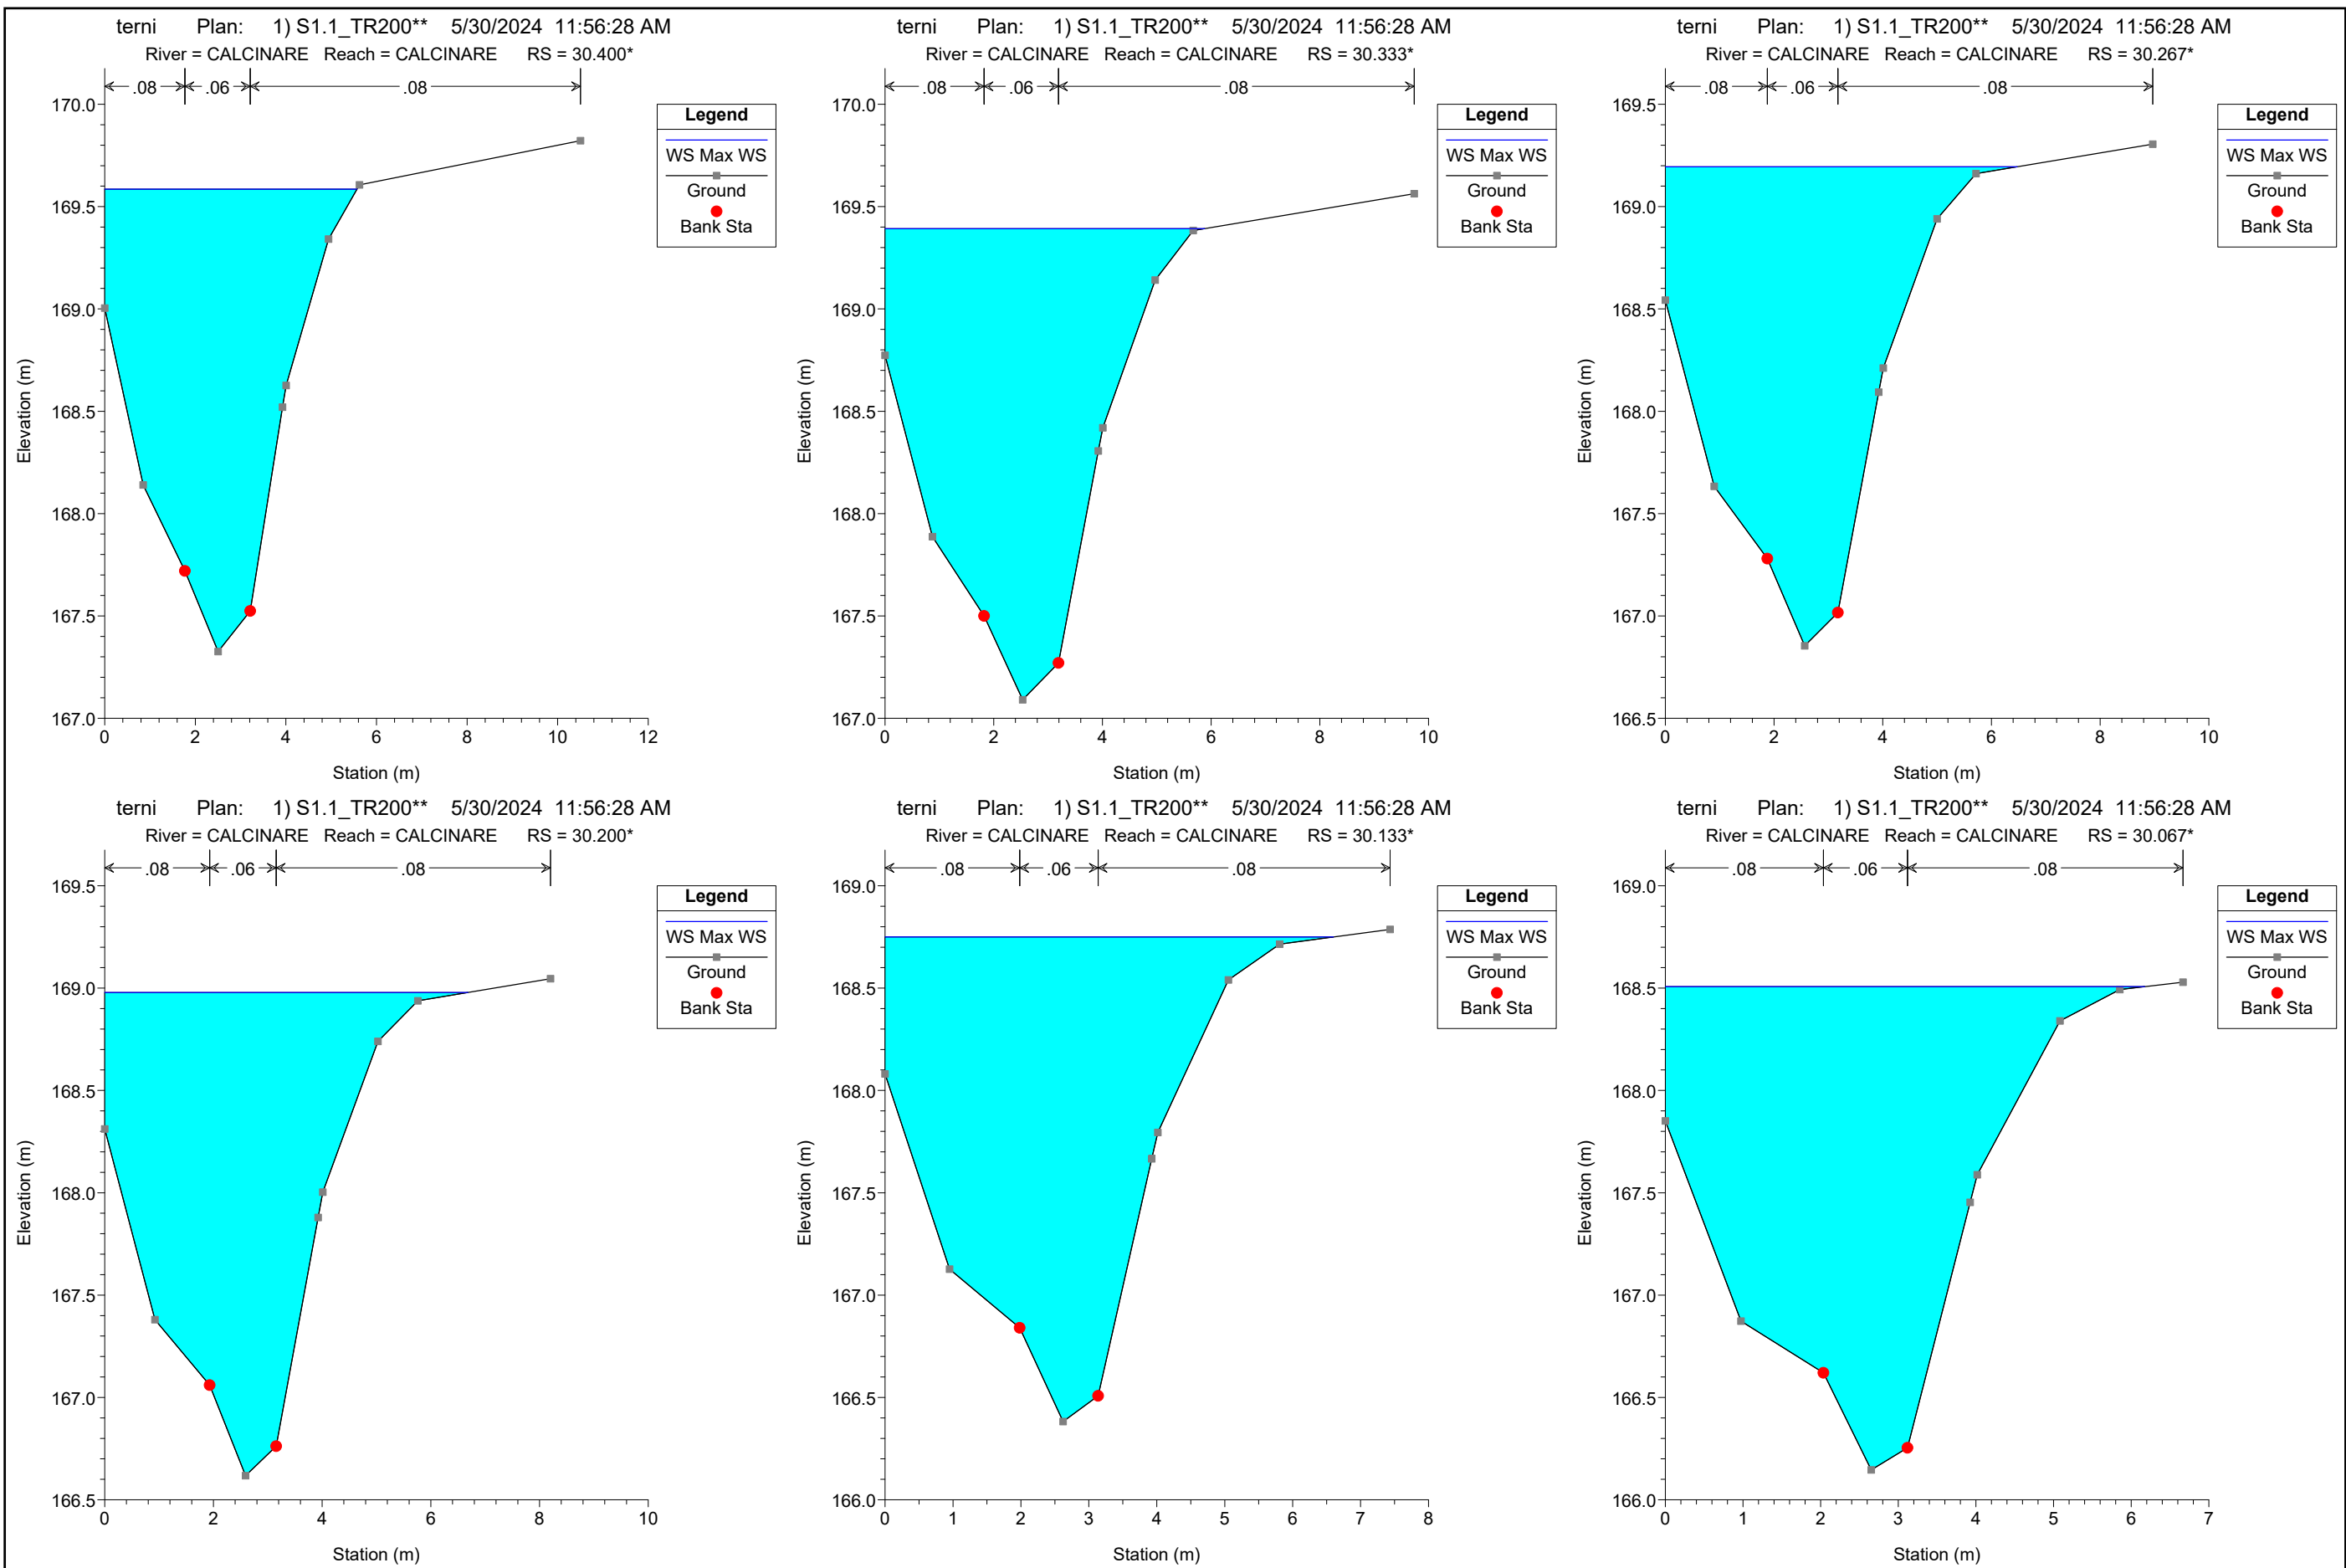 terni Plan: 1) S1.1_TR200** 5/30/2024 11:56:28 AM
River = CALCINARE Reach = CALCINARE RS = 30.400*
.08 .06 .08
Legend
WS Max WS
Ground
Bank Sta
170.0
169.5
169.0
168.5
168.0
167.5
167.0
Elevation (m)
0 2 4 6 8 10 12
Station (m)
terni Plan: 1) S1.1_TR200** 5/30/2024 11:56:28 AM
River = CALCINARE Reach = CALCINARE RS = 30.333*
.08 .06 .08
Legend
WS Max WS
Ground
Bank Sta
170.0
169.5
169.0
168.5
168.0
167.5
167.0
Elevation (m)
0 2 4 6 8 10
Station (m)
terni Plan: 1) S1.1_TR200** 5/30/2024 11:56:28 AM
River = CALCINARE Reach = CALCINARE RS = 30.267*
.08 .06 .08
Legend
WS Max WS
Ground
Bank Sta
169.5
169.0
168.5
168.0
167.5
167.0
166.5
Elevation (m)
0 2 4 6 8 10
Station (m)
terni Plan: 1) S1.1_TR200** 5/30/2024 11:56:28 AM
River = CALCINARE Reach = CALCINARE RS = 30.200*
.08 .06 .08
Legend
WS Max WS
Ground
Bank Sta
169.5
169.0
168.5
168.0
167.5
167.0
166.5
Elevation (m)
0 2 4 6 8 10
Station (m)
terni Plan: 1) S1.1_TR200** 5/30/2024 11:56:28 AM
River = CALCINARE Reach = CALCINARE RS = 30.133*
.08 .06 .08
Legend
WS Max WS
Ground
Bank Sta
169.0
168.5
168.0
167.5
167.0
166.5
166.0
Elevation (m)
0 1 2 3 4 5 6 7 8
Station (m)
terni Plan: 1) S1.1_TR200** 5/30/2024 11:56:28 AM
River = CALCINARE Reach = CALCINARE RS = 30.067*
.08 .06 .08
Legend
WS Max WS
Ground
Bank Sta
169.0
168.5
168.0
167.5
167.0
166.5
166.0
Elevation (m)
0 1 2 3 4 5 6 7
Station (m)